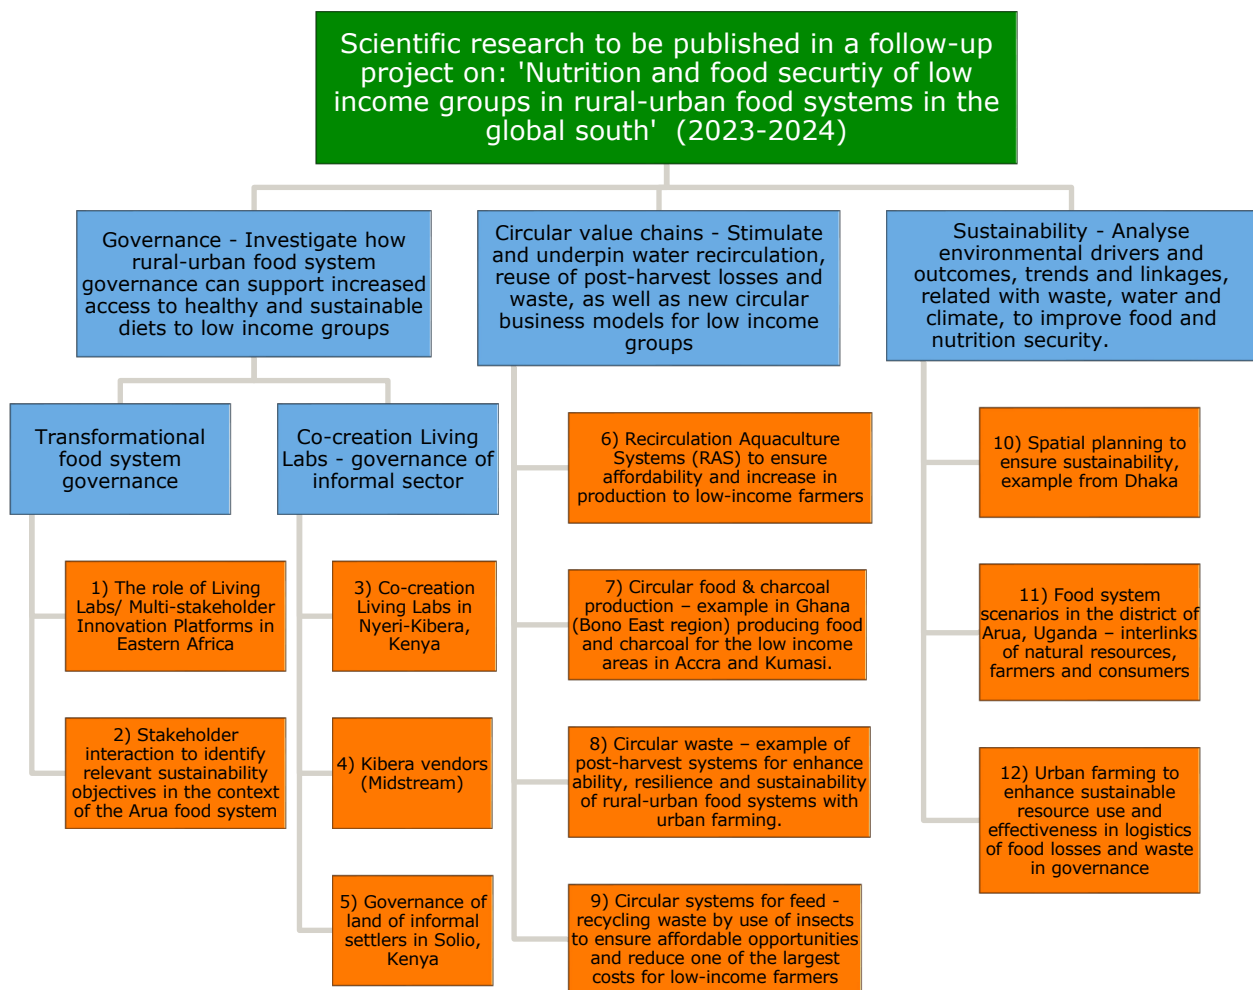 Scientific research to be published in a follow-up
project on: 'Nutrition and food securtiy of low
income groups in rural-urban food systems in the
global south'  (2023-2024)
Governance - Investigate how
rural-urban food system
governance can support increased
access to healthy and sustainable
diets to low income groups
Transformational
food system
governance
1) The role of Living
Labs/ Multi-stakeholder
Innovation Platforms in
Eastern Africa
2) Stakeholder
interaction to identify
relevant sustainability
objectives in the context
of the Arua food system
Co-creation Living
Labs - governance of
informal sector
3) Co-creation
Living Labs in
Nyeri-Kibera,
Kenya
4) Kibera vendors
(Midstream)
5) Governance of
land of informal
settlers in Solio,
Kenya
Circular value chains - Stimulate
and underpin water recirculation,
reuse of post-harvest losses and
waste, as well as new circular
business models for low income
groups
6) Recirculation Aquaculture
Systems (RAS) to ensure
affordability and increase in
production to low-income farmers
7) Circular food & charcoal
production – example in Ghana
(Bono East region) producing food
and charcoal for the low income
areas in Accra and Kumasi.
8) Circular waste – example of
post-harvest systems for enhance
ability, resilience and sustainability
of rural-urban food systems with
urban farming.
9) Circular systems for feed -
recycling waste by use of insects
to ensure affordable opportunities
and reduce one of the largest
costs for low-income farmers
Sustainability - Analyse
environmental drivers and
outcomes, trends and linkages,
related with waste, water and
climate, to improve food and
nutrition security.
10) Spatial planning to
ensure sustainability,
example from Dhaka
11) Food system
scenarios in the district of
Arua, Uganda – interlinks
of natural resources,
farmers and consumers
12) Urban farming to
enhance sustainable
resource use and
effectiveness in logistics
of food losses and waste
in governance